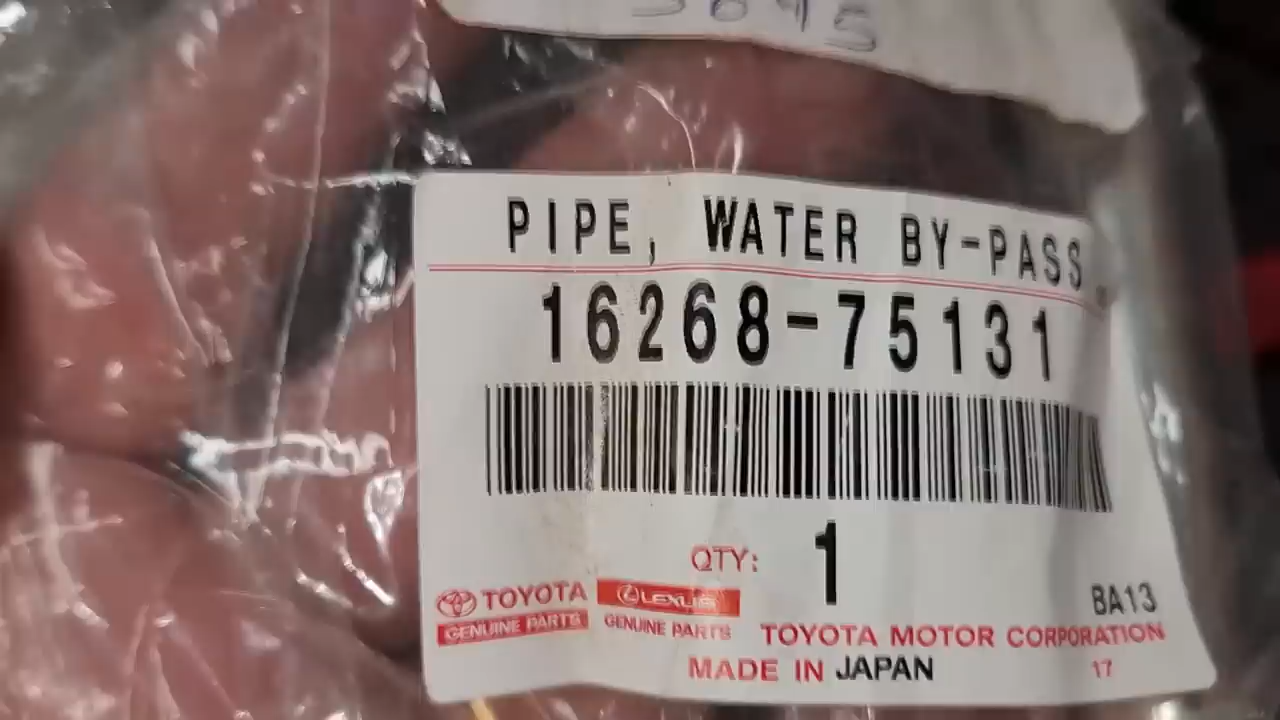 PIPE, WATER BY-PASS
16268-75131
QTY: 1
BA13
TOYOTA LEXUS
GENUINE PARTS GENUINE PARTS TOYOTA MOTOR CORPORATION
MADE IN JAPAN 17